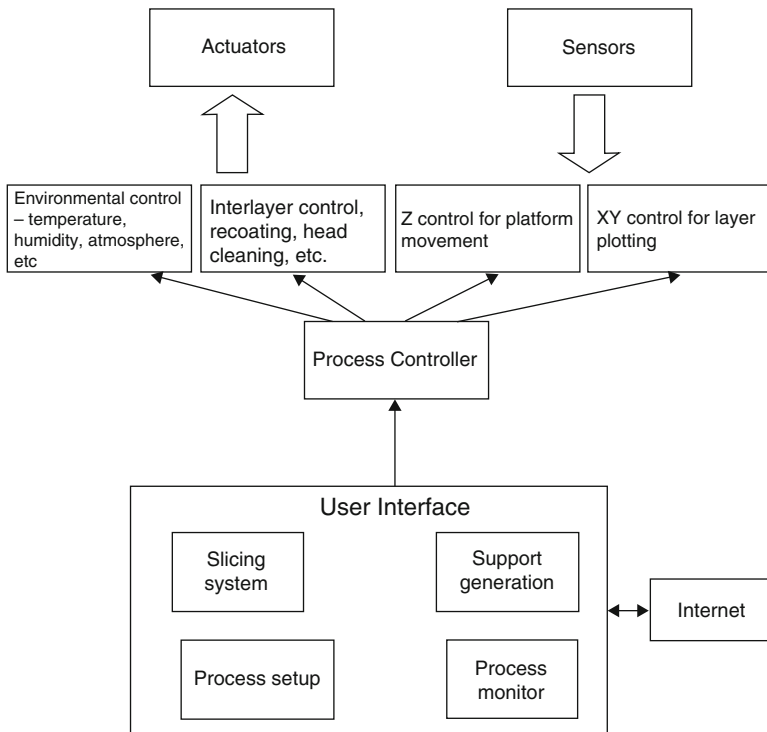 Actuators
Sensors
Environmental control
– temperature,
humidity, atmosphere,
etc
Interlayer control,
recoating, head
cleaning, etc.
Z control for platform
movement
XY control for layer
plotting
Process Controller
User Interface
Slicing
system
Support
generation
Internet
Process setup
Process
monitor